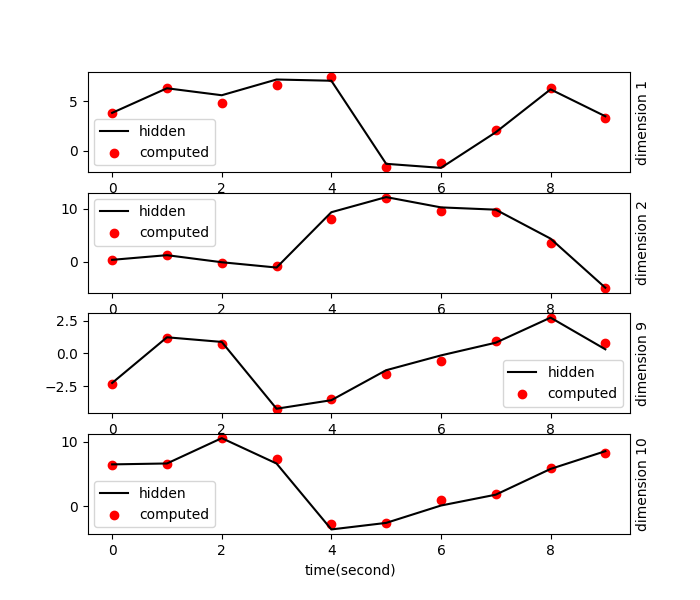 5
0
hidden
computed
dimension 1
0 2 4 6 8
10
0
hidden
computed
dimension 2
0 2 4 6 8
2.5
0.0
−2.5
hidden
computed
dimension 9
0 2 4 6 8
10
0
hidden
computed
dimension 10
0 2 4 6 8
time(second)